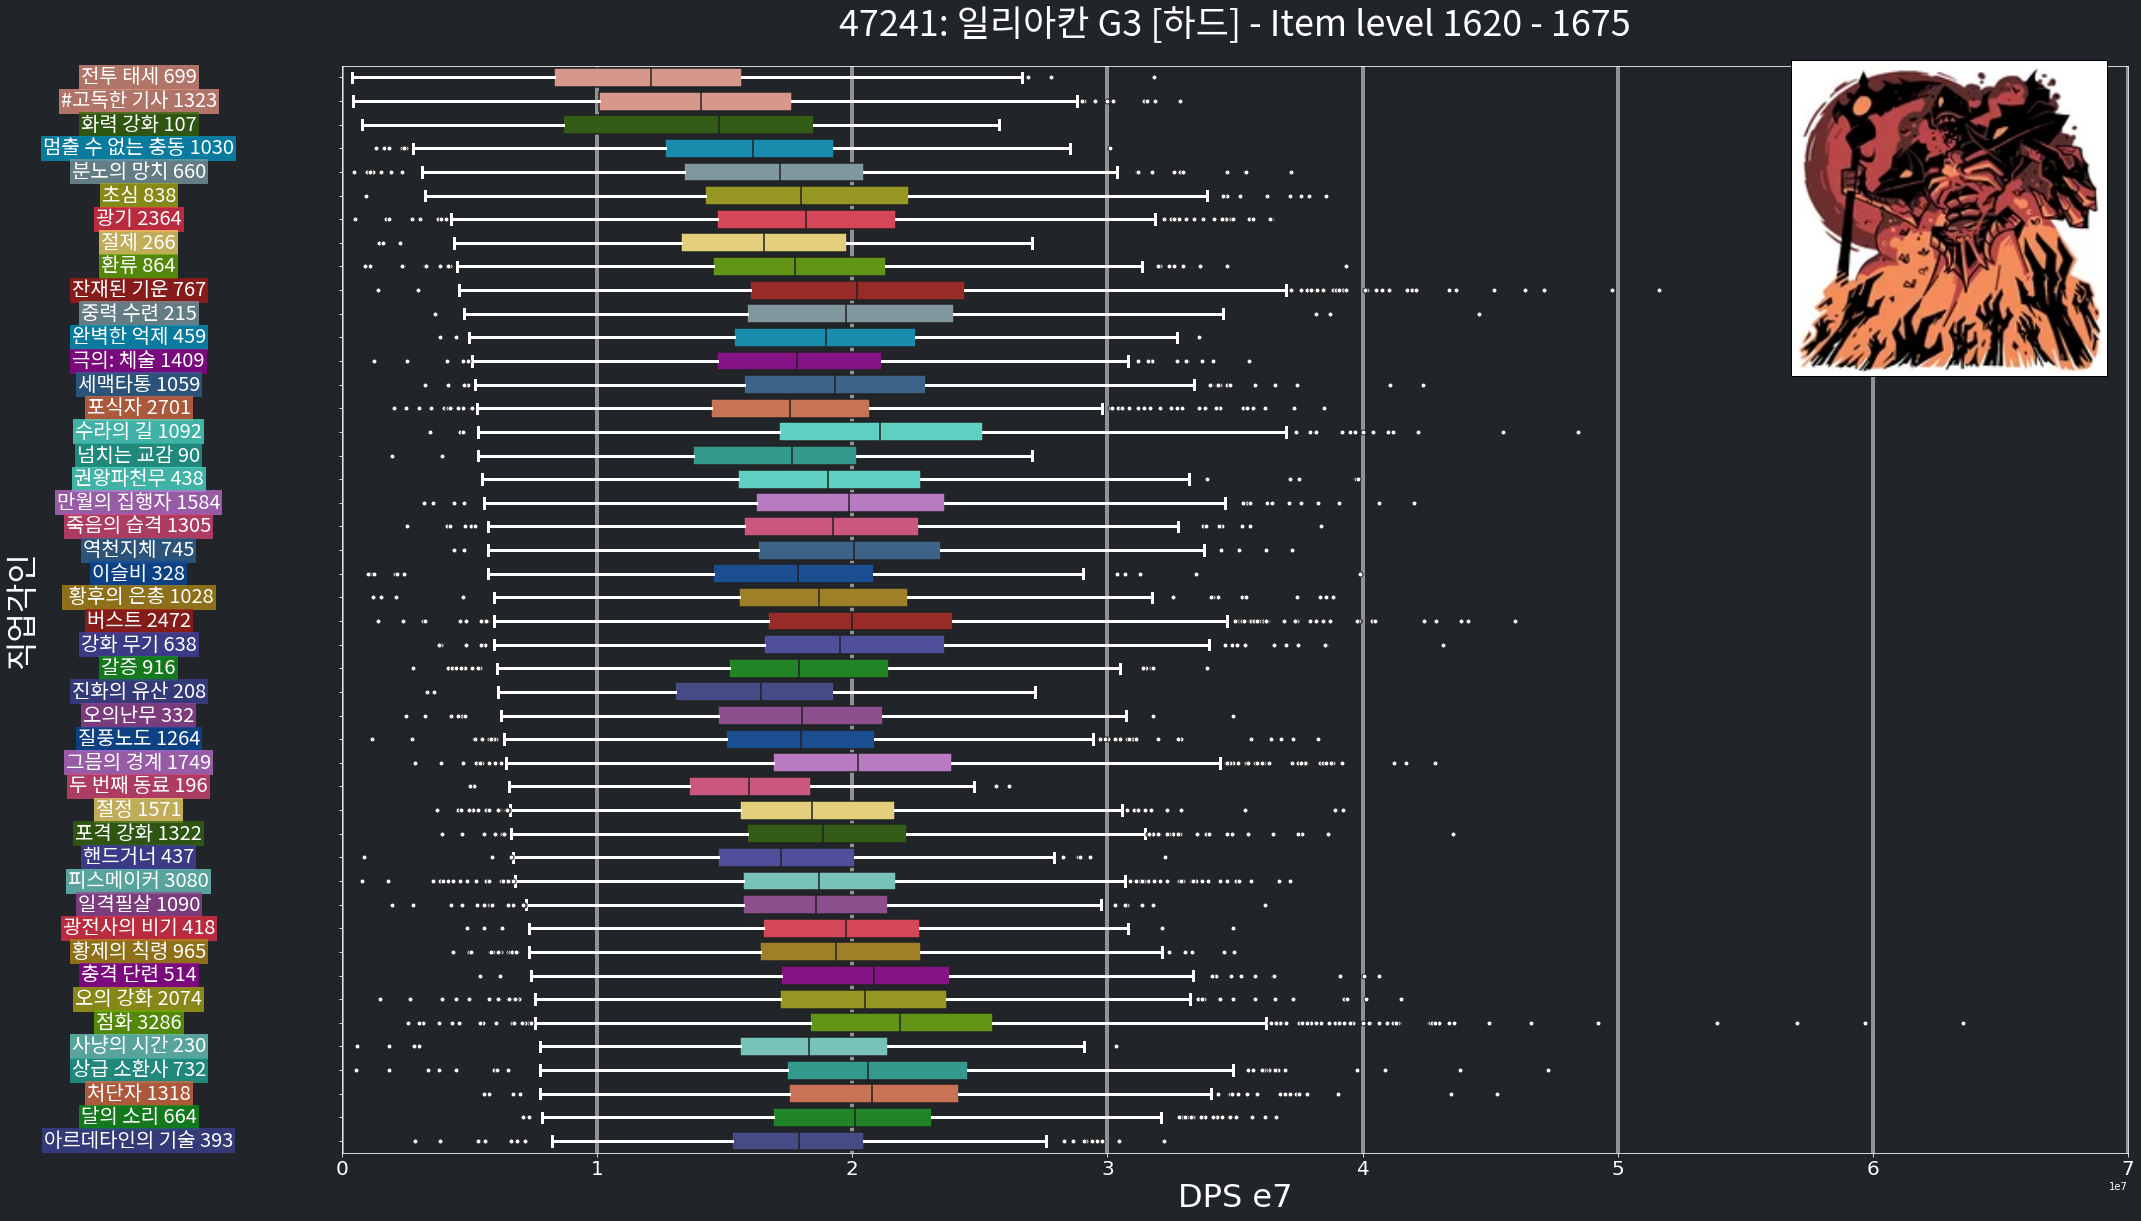 47241: 일리아칸 G3 [하드] - Item level 1620 - 1675
직업각인
전투 태세 699
#고독한 기사 1323
화력 강화 107
멈출 수 없는 충동 1030
분노의 망치 660
초심 838
광기 2364
절제 266
환류 864
잔재된 기운 767
중력 수련 215
완벽한 억제 459
극의: 체술 1409
세맥타통 1059
포식자 2701
수라의 길 1092
넘치는 교감 90
권왕파천무 438
만월의 집행자 1584
죽음의 습격 1305
역천지체 745
이슬비 328
황후의 은총 1028
버스트 2472
강화 무기 638
갈증 916
진화의 유산 208
오의난무 332
질풍노도 1264
그믐의 경계 1749
두 번째 동료 196
절정 1571
포격 강화 1322
핸드거너 437
피스메이커 3080
일격필살 1090
광전사의 비기 418
황제의 칙령 965
충격 단련 514
오의 강화 2074
점화 3286
사냥의 시간 230
상급 소환사 732
처단자 1318
달의 소리 664
아르데타인의 기술 393
0 1 2 3 4 5 6 7
1e7
DPS e7